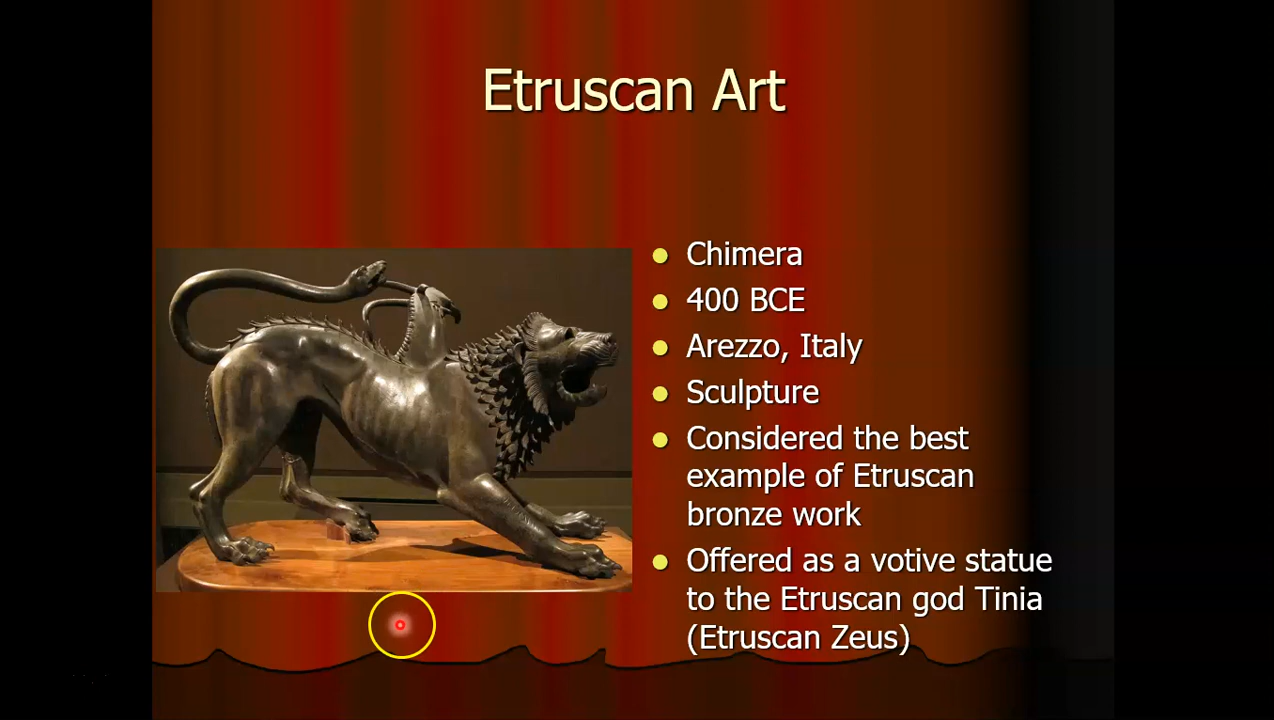 Etruscan Art
Chimera
400 BCE
Arezzo, Italy
Sculpture
Considered the best
example of Etruscan
bronze work
Offered as a votive statue
to the Etruscan god Tinia
(Etruscan Zeus)